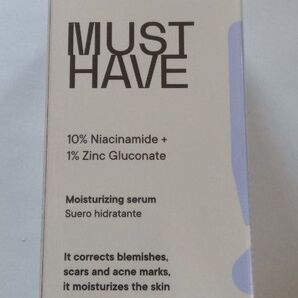 MUST
HAVE
10% Niacinamide +
1% Zinc Gluconate
Moisturizing serum
Suero hidratante
It corrects blemishes,
scars and acne marks,
it moisturizes the skin